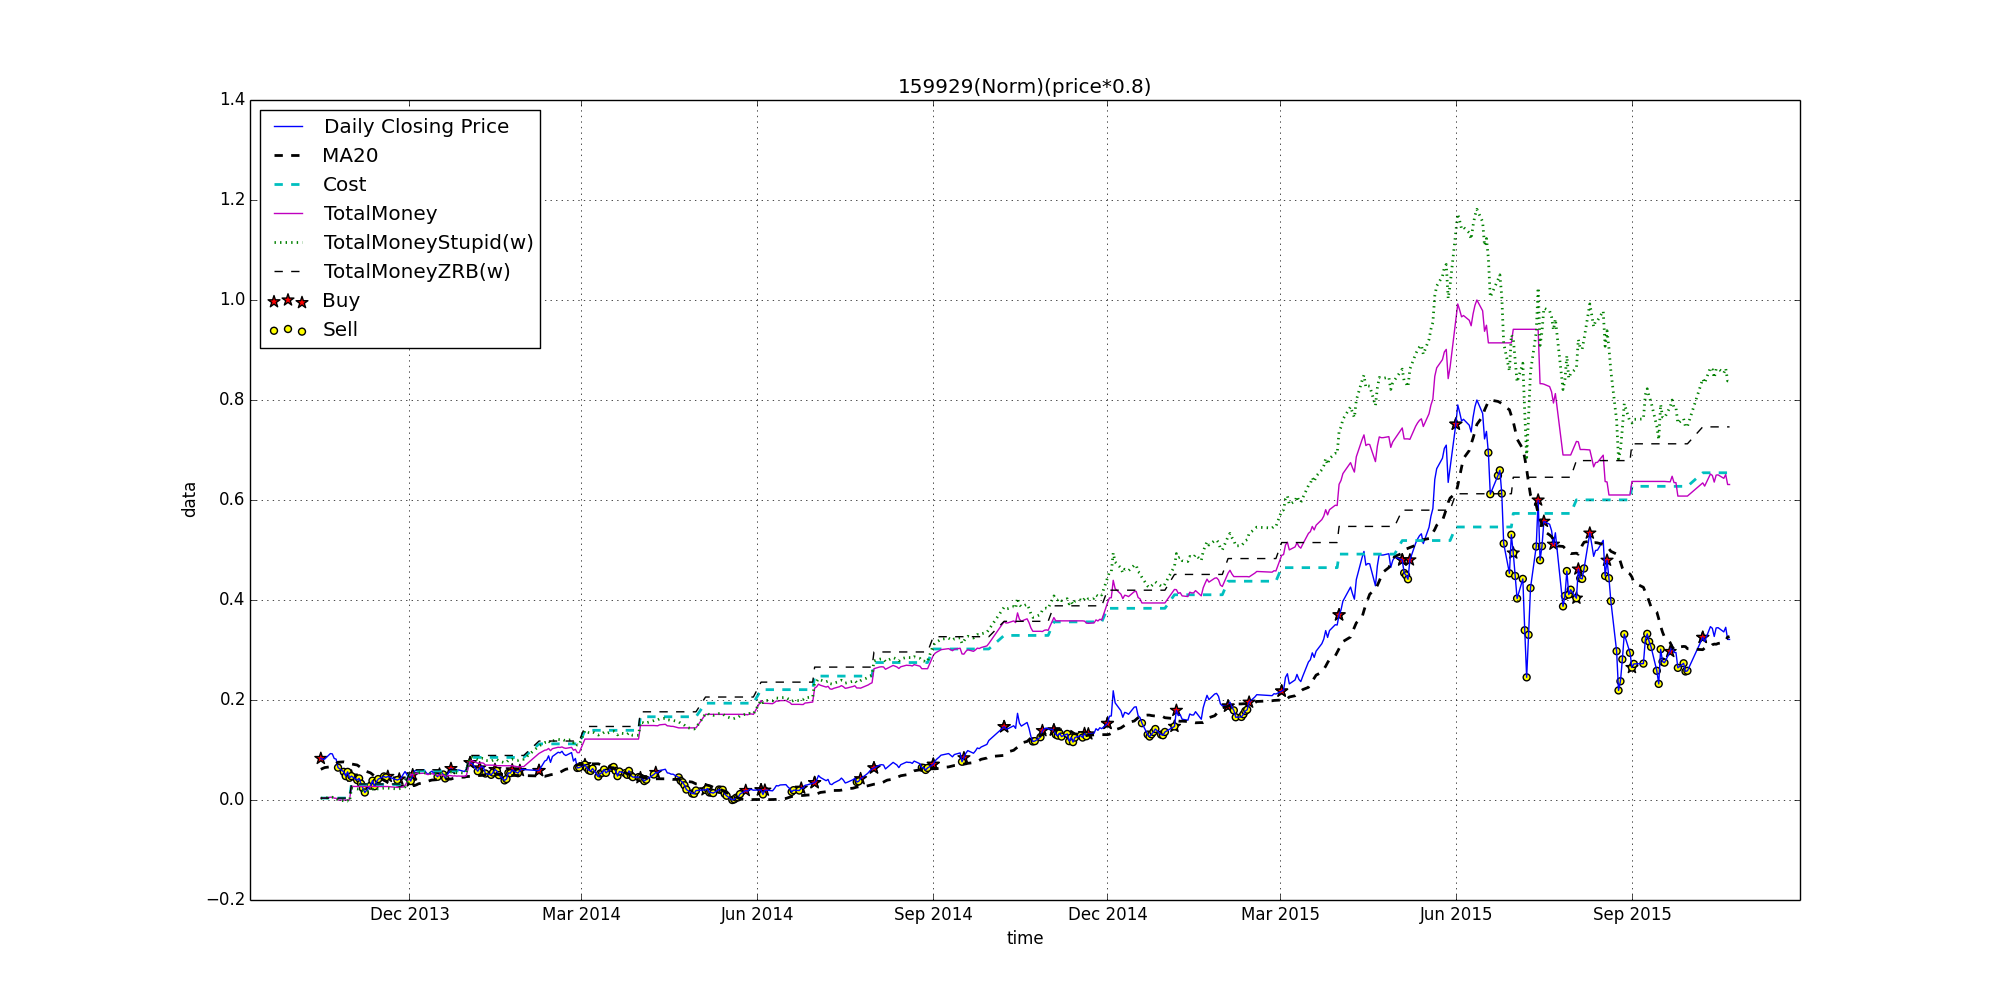 159929(Norm)(price*0.8)
1.4
1.2
1.0
0.8
0.6
0.4
0.2
0.0
−0.2
data
Daily Closing Price
MA20
Cost
TotalMoney
TotalMoneyStupid(w)
TotalMoneyZRB(w)
Buy
Sell
Dec 2013
Mar 2014
Jun 2014
Sep 2014
Dec 2014
Mar 2015
Jun 2015
Sep 2015
time